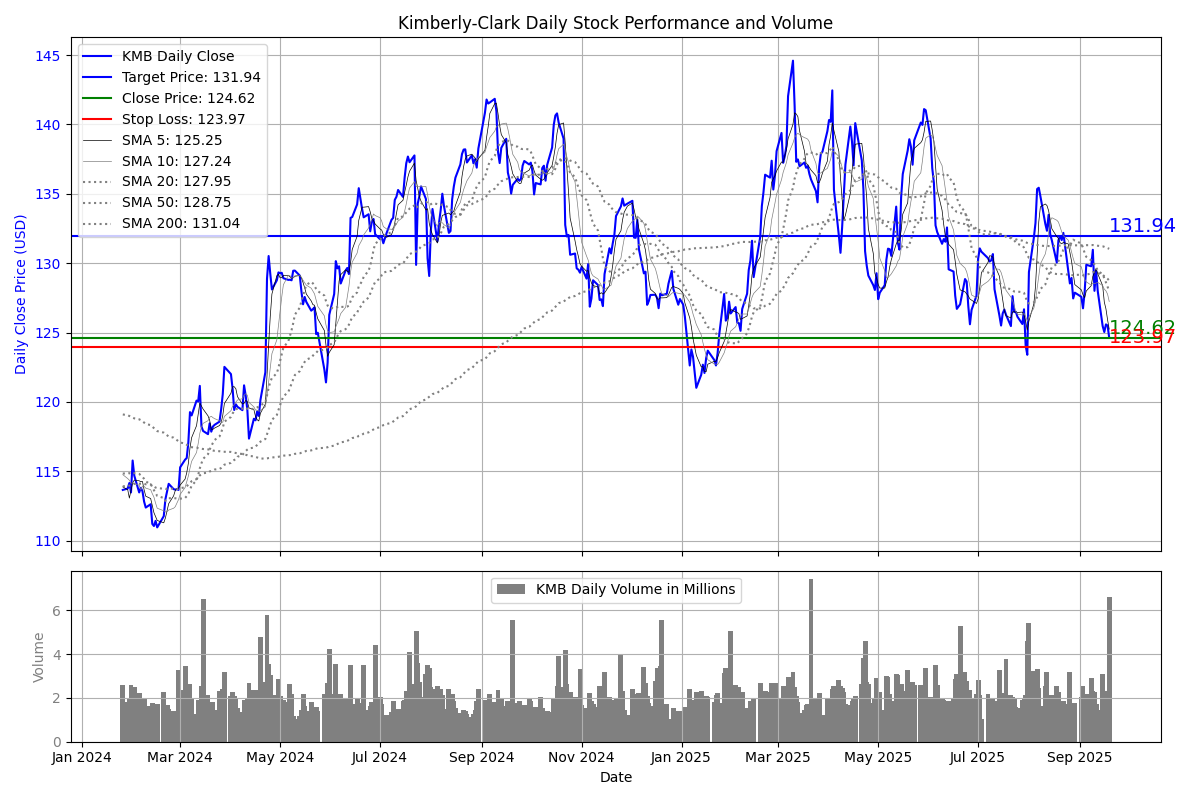 Kimberly-Clark Daily Stock Performance and Volume
KMB Daily Close
Target Price: 131.94
Close Price: 124.62
Stop Loss: 123.97
SMA 5: 125.25
SMA 10: 127.24
SMA 20: 127.95
SMA 50: 128.75
SMA 200: 131.04
145
140
135
130
125
120
115
110
Daily Close Price (USD)
131.94
124.62
123.97
KMB Daily Volume in Millions
6
4
2
0
Volume
Jan 2024 Mar 2024 May 2024 Jul 2024 Sep 2024 Nov 2024 Jan 2025 Mar 2025 May 2025 Jul 2025 Sep 2025
Date